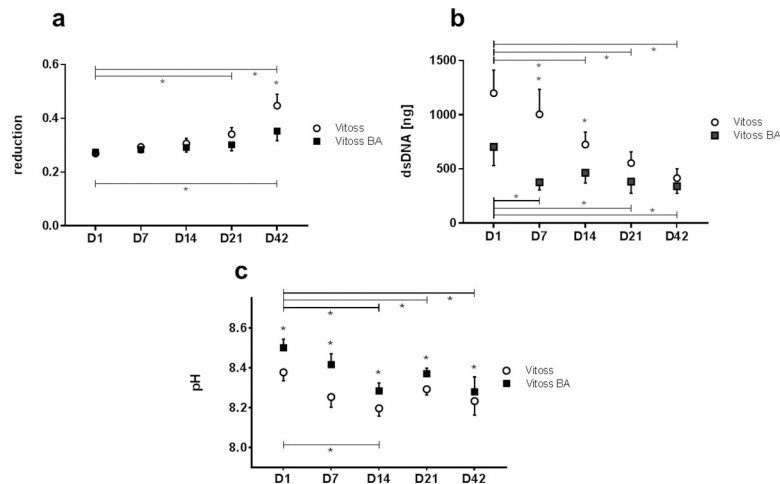 a
*
*
*
0.6
0.4
0.2
0.0
reduction
Vitoss
Vitoss BA
*
D1 D7 D14 D21 D42
b
*
*
*
*
*
*
1500
1000
500
0
dsDNA [ng]
Vitoss
Vitoss BA
*
*
*
D1 D7 D14 D21 D42
c
*
*
*
* * * * *
8.6
8.4
8.2
8.0
pH
Vitoss
Vitoss BA
*
D1 D7 D14 D21 D42